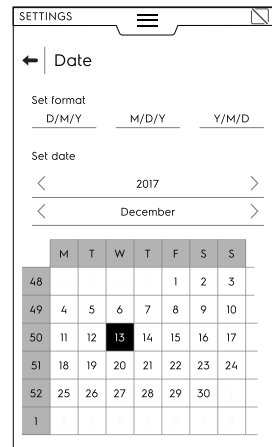 SETTINGS
Date
Set format
D/M/Y M/D/Y Y/M/D
Set date
2017
December
M T W T F S S
48 1 2 3
49 4 5 6 7 8 9 10
50 11 12 13 14 15 16 17
51 18 19 20 21 22 23 24
52 25 26 27 28 29 30
1